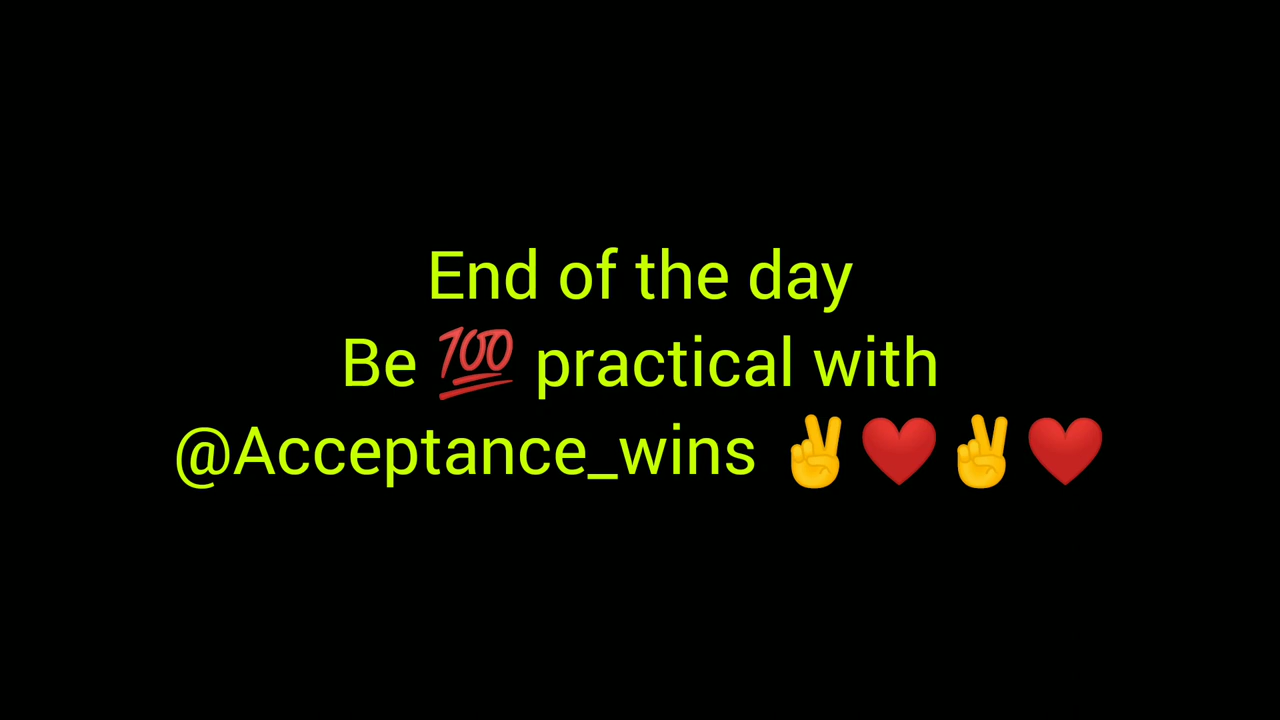 End of the day
Be 💯 practical with
@Acceptance_wins ✌❤✌❤